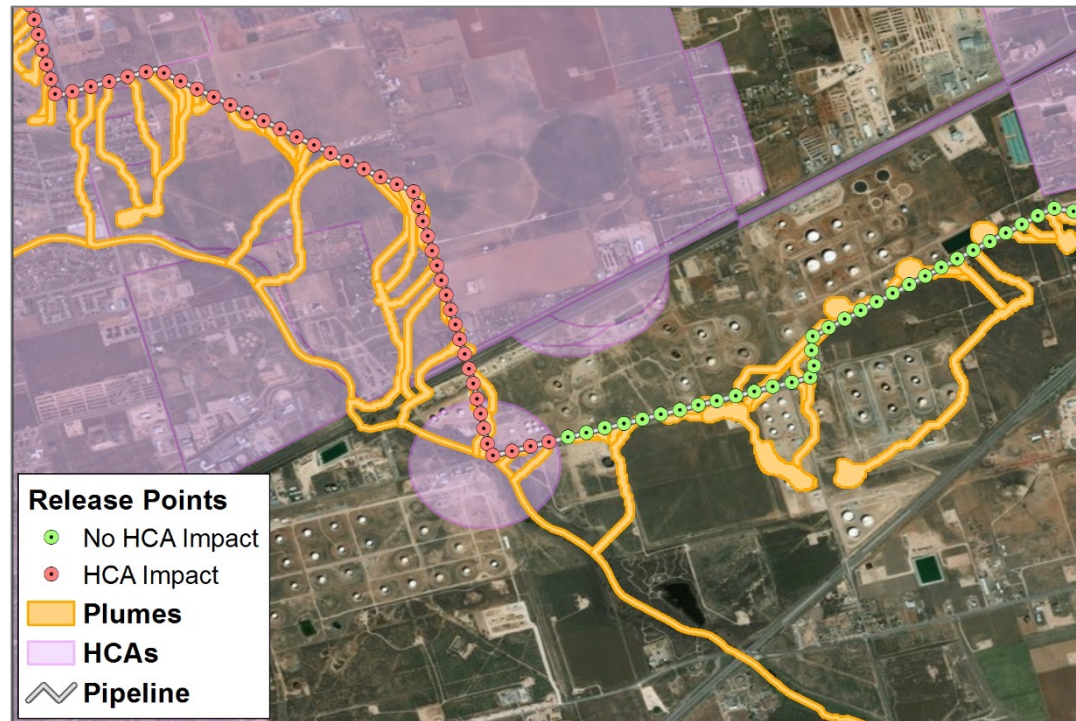 Release Points
No HCA Impact
HCA Impact
Plumes
HCAs
Pipeline